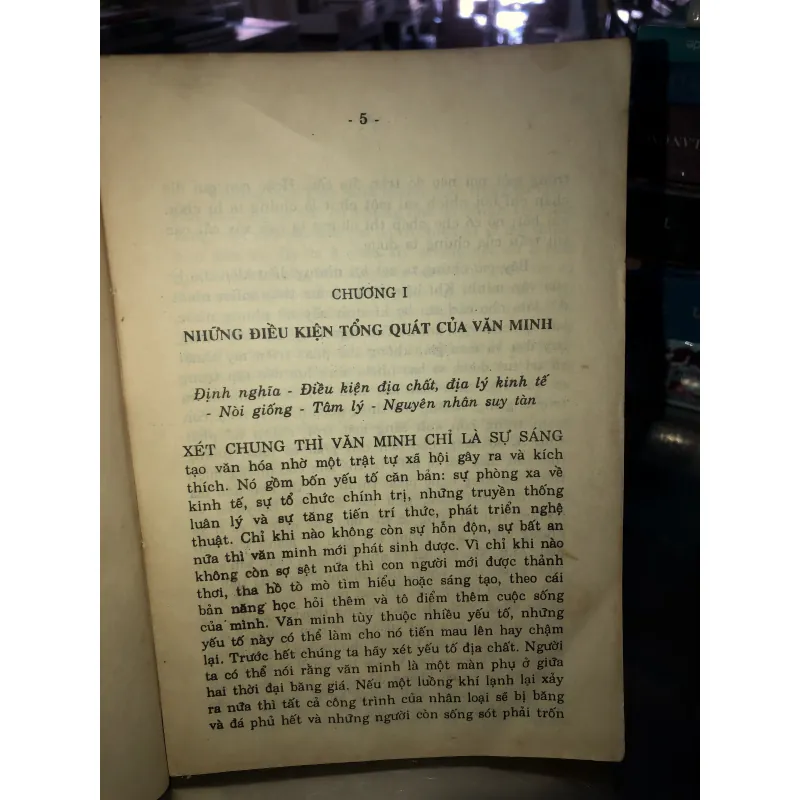 - 5 -
CHƯƠNG I
NHỮNG ĐIỀU KIỆN TỔNG QUÁT CỦA VĂN MINH
Định nghĩa - Điều kiện địa chất, địa lý kinh tế
- Nòi giống - Tâm lý - Nguyên nhân suy tàn
XÉT CHUNG THÌ VĂN MINH CHỈ LÀ SỰ SÁNG
tạo văn hóa nhờ một trật tự xã hội gây ra và kích
thích. Nó gồm bốn yếu tố căn bản: sự phòng xa về
kinh tế, sự tổ chức chính trị, những truyền thống
luân lý và sự tăng tiến trí thức, phát triển nghệ
thuật. Chỉ khi nào không còn sự hỗn độn, sự bất an
nữa thì văn minh mới phát sinh được. Vì chỉ khi nào
không còn sợ sệt nữa thì con người mới được thảnh
thơi, tha hồ tò mò tìm hiểu hoặc sáng tạo, theo cái
bản năng học hỏi thêm và tô điểm thêm cuộc sống
của mình. Văn minh tùy thuộc nhiều yếu tố, những
yếu tố này có thể làm cho nó tiến mau lên hay chậm
lại. Trước hết chúng ta hãy xét yếu tố địa chất. Người
ta có thể nói rằng văn minh là một màn phụ ở giữa
hai thời đại băng giá. Nếu một luồng khí lạnh lại xảy
ra nữa thì tất cả công trình của nhân loại sẽ bị băng
và đá phủ hết và những người còn sống sót phải trốn